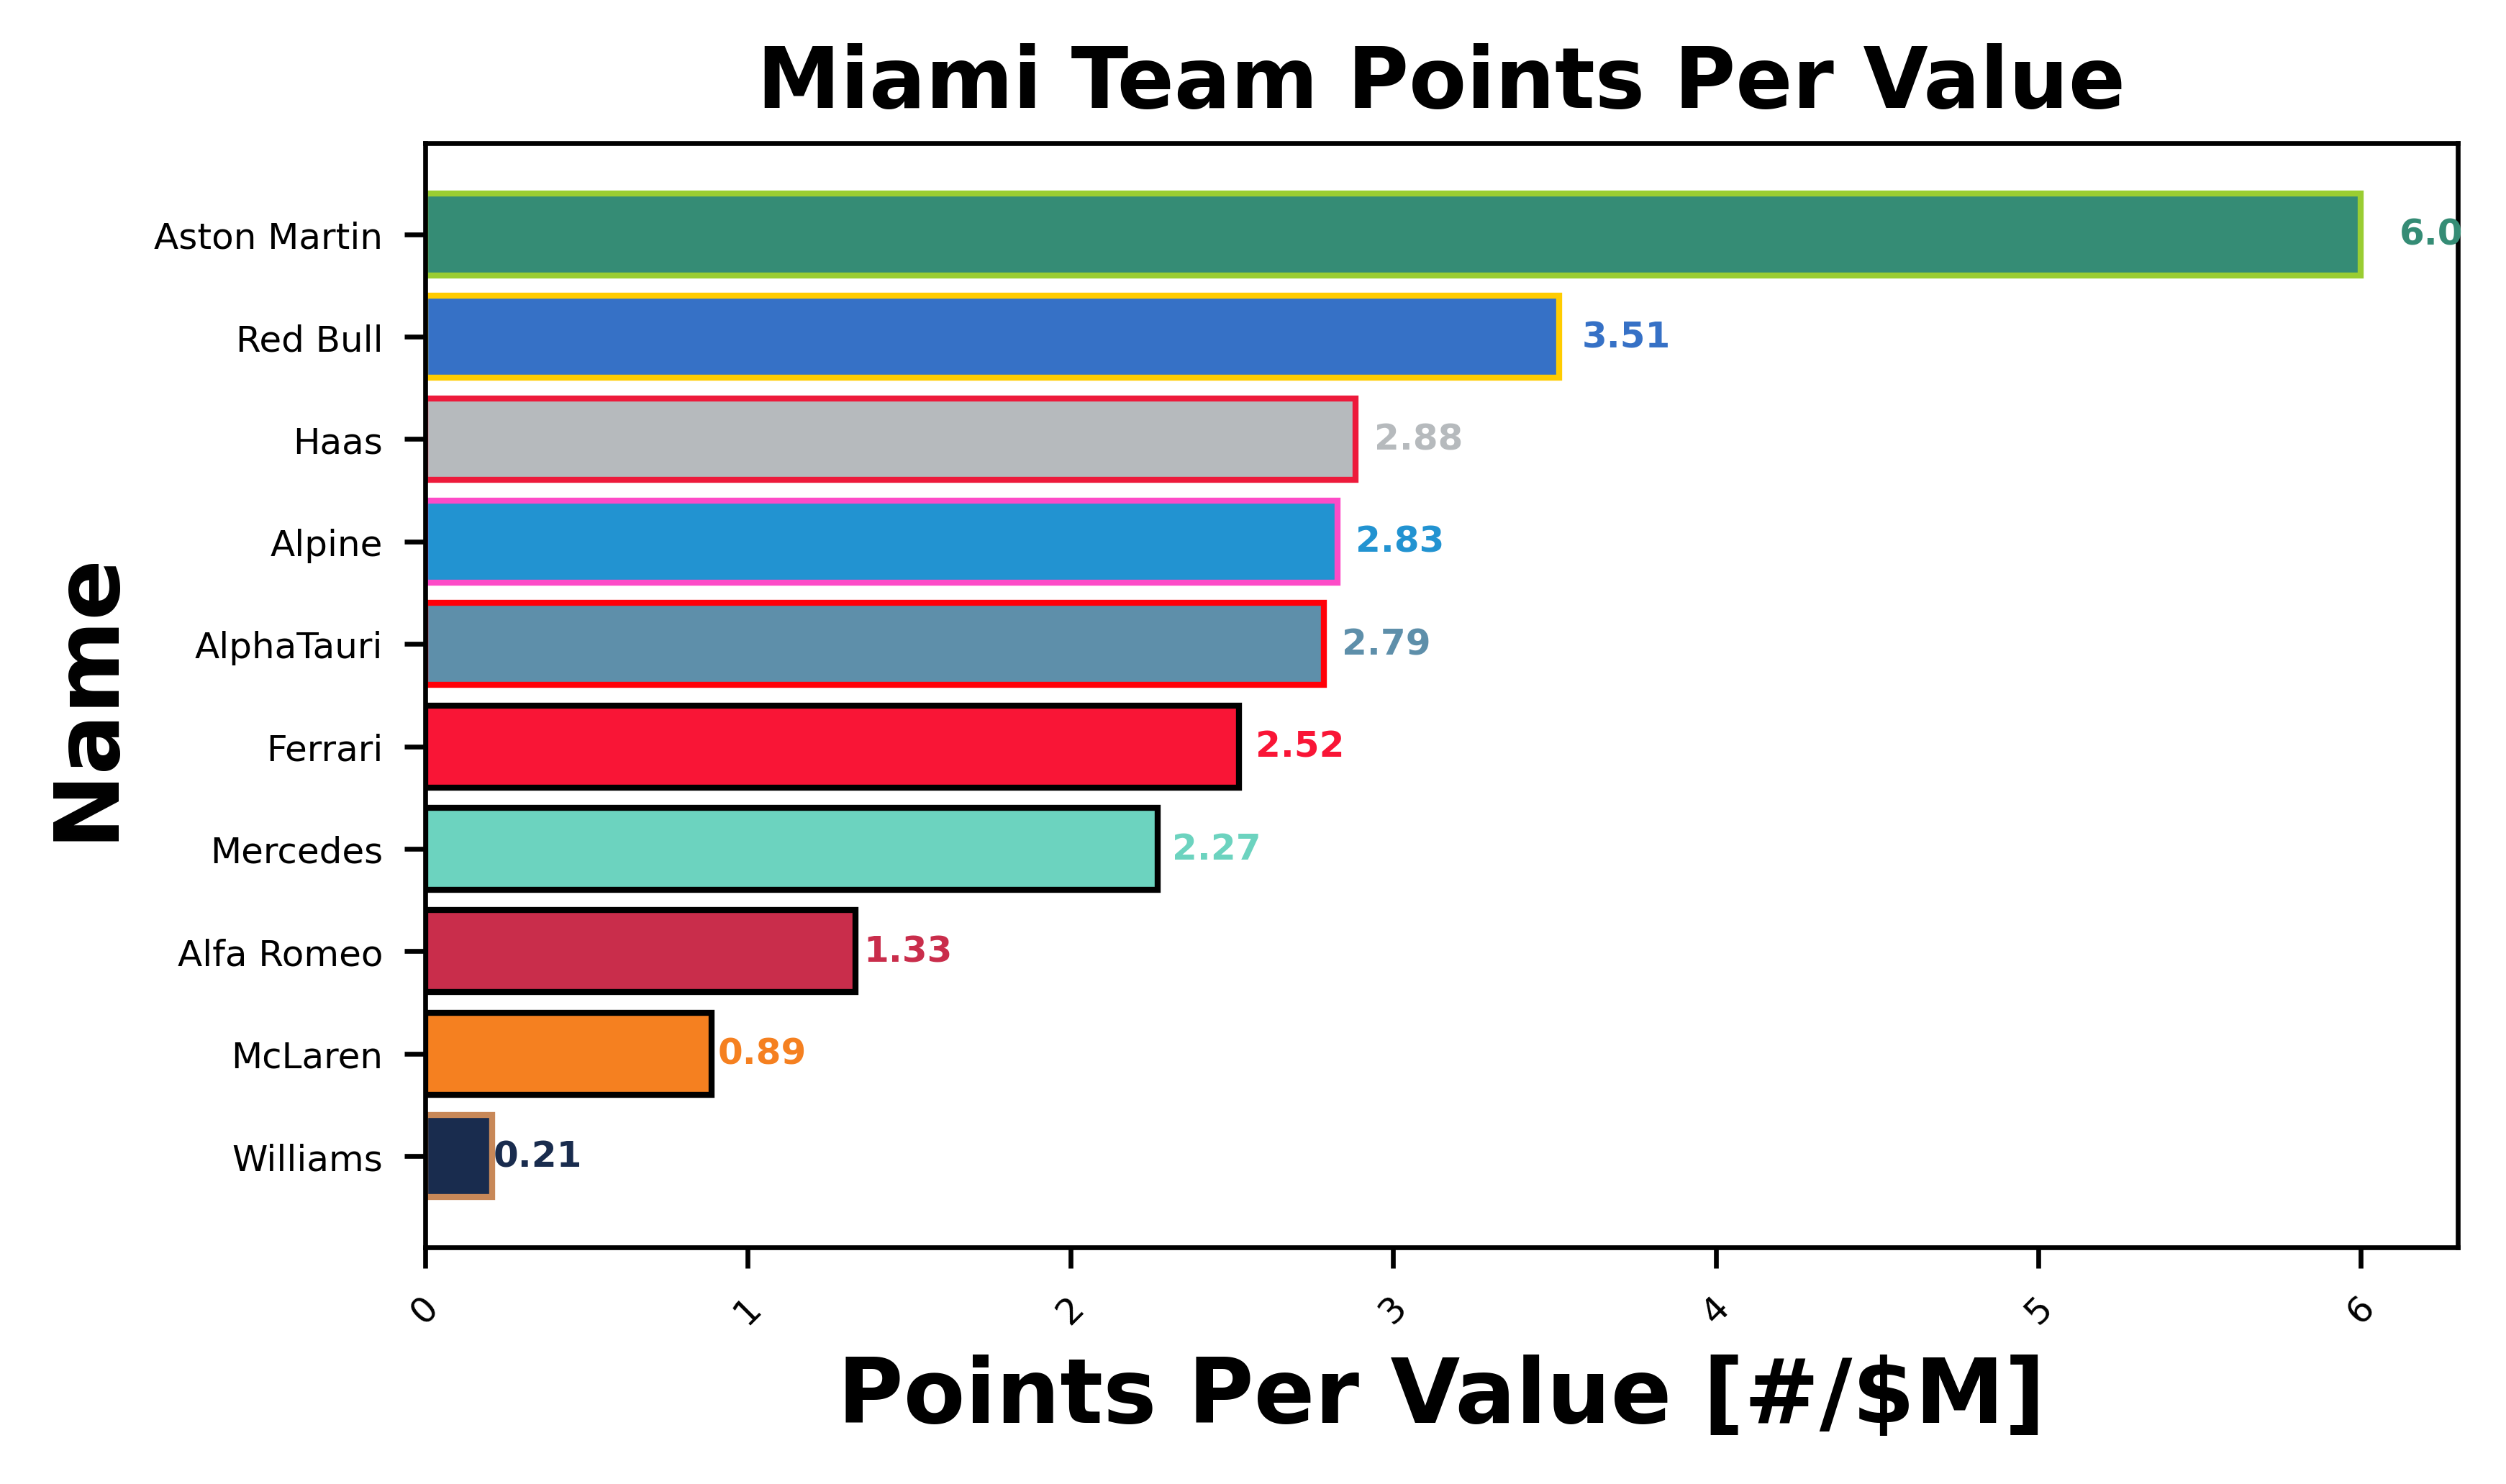 Miami Team Points Per Value
Name
Aston Martin 6.0
Red Bull 3.51
Haas 2.88
Alpine 2.83
AlphaTauri 2.79
Ferrari 2.52
Mercedes 2.27
Alfa Romeo 1.33
McLaren 0.89
Williams 0.21
0 1 2 3 4 5 6
Points Per Value [#/$M]